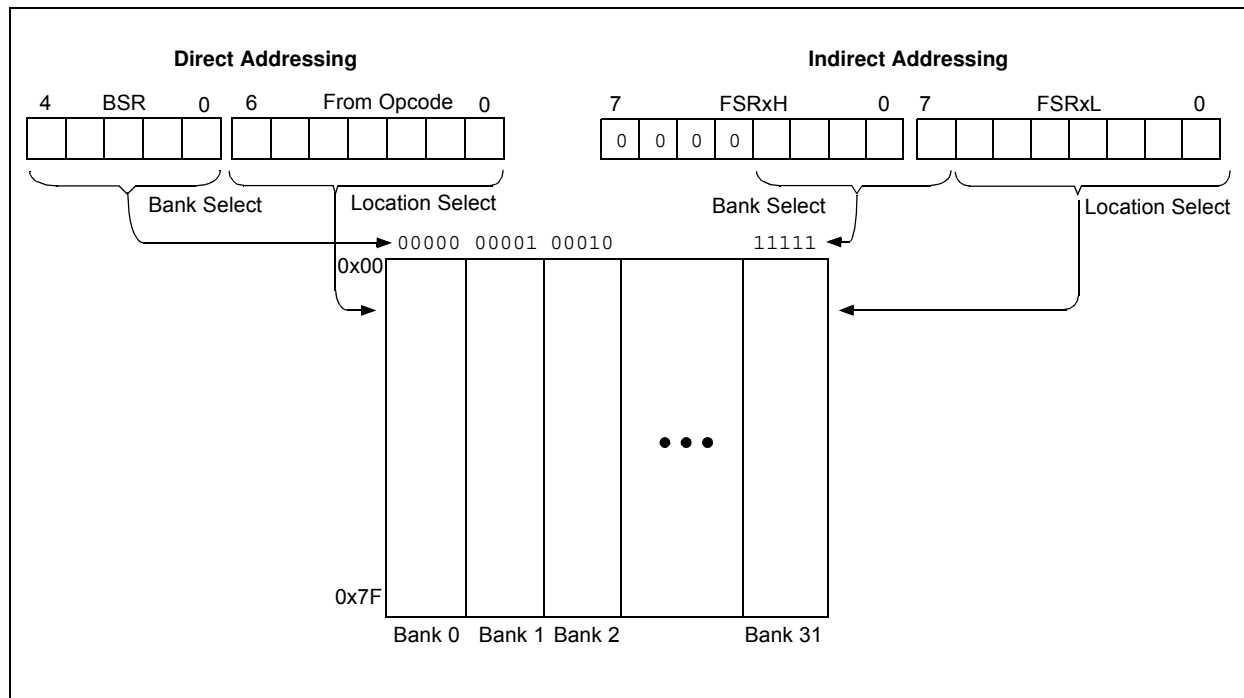 Direct Addressing
Indirect Addressing
4 BSR 0 6 From Opcode 0
7 FSRxH 0 7 FSRxL 0
0 0 0 0
Bank Select Location Select
Bank Select Location Select
00000 00001 00010 11111
0x00
0x7F
Bank 0 Bank 1 Bank 2 Bank 31